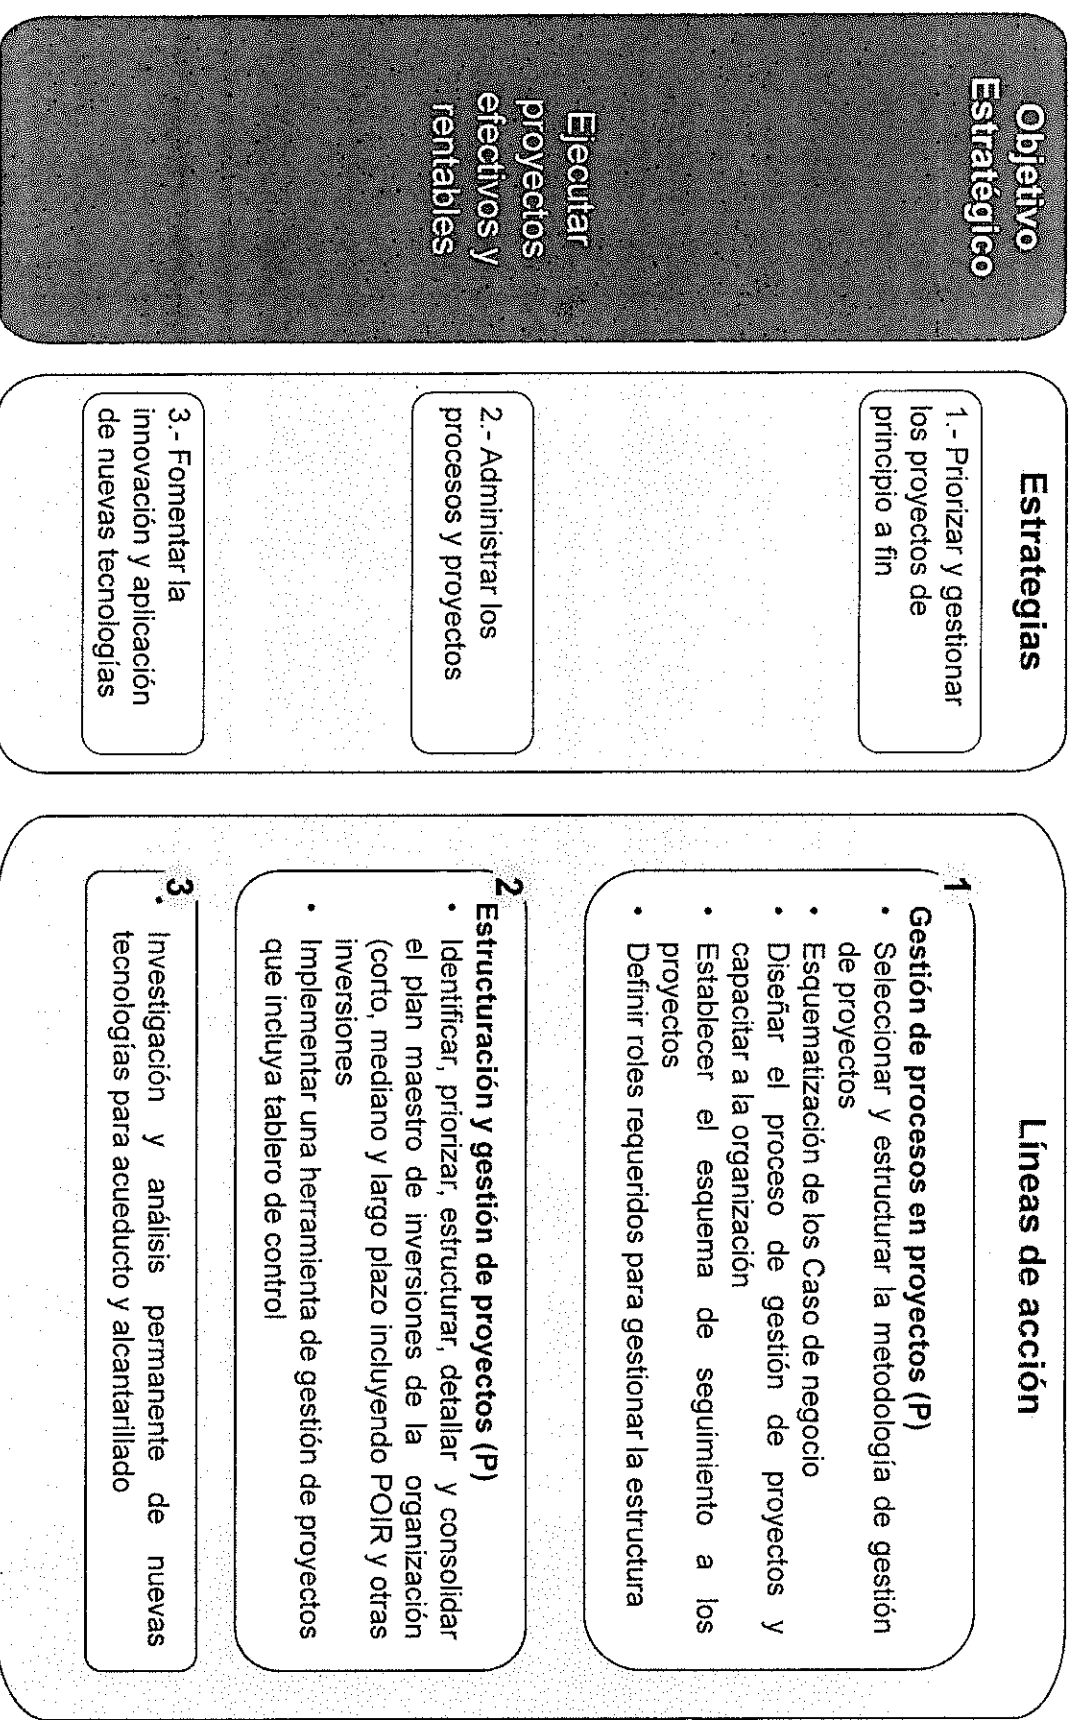 Objetivo
Estratégico
Ejecutar
proyectos
efectivos y
rentables
Estrategias
1.- Priorizar y gestionar
los proyectos de
principio a fin
2.- Administrar los
procesos y proyectos
3.- Fomentar la
innovación y aplicación
de nuevas tecnologías
Líneas de acción
1
Gestión de procesos en proyectos (P)
• Seleccionar y estructurar la metodología de gestión
de proyectos
• Esquematización de los Caso de negocio
• Diseñar el proceso de gestión de proyectos y
capacitar a la organización
• Establecer el esquema de seguimiento a los
proyectos
• Definir roles requeridos para gestionar la estructura
2
Estructuración y gestión de proyectos (P)
• Identificar, priorizar, estructurar, detallar y consolidar
el plan maestro de inversiones de la organización
(corto, mediano y largo plazo incluyendo POIR y otras
inversiones
• Implementar una herramienta de gestión de proyectos
que incluya tablero de control
3
• Investigación y análisis permanente de nuevas
tecnologías para acueducto y alcantarillado